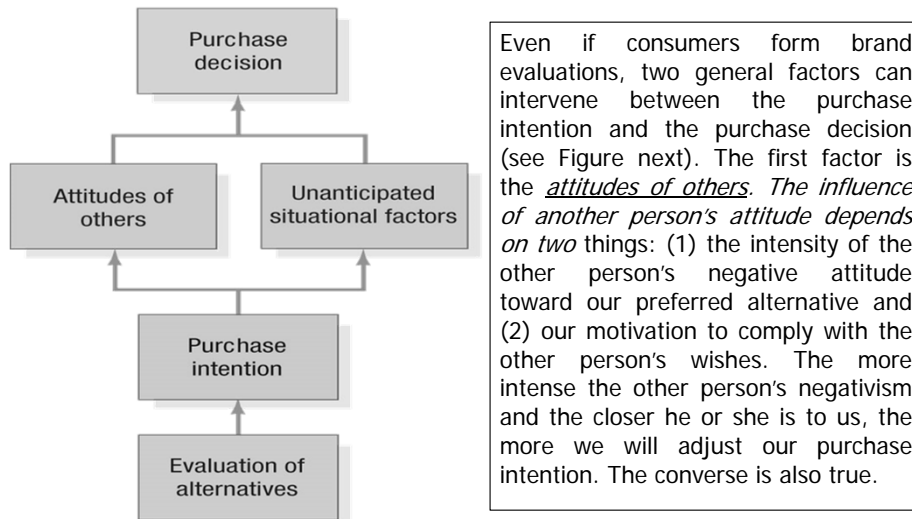 Purchase
decision
Attitudes of
others
Unanticipated
situational factors
Purchase
intention
Evaluation of
alternatives
Even if consumers form brand
evaluations, two general factors can
intervene between the purchase
intention and the purchase decision
(see Figure next). The first factor is
the attitudes of others. The influence
of another person's attitude depends
on two things: (1) the intensity of the
other person's negative attitude
toward our preferred alternative and
(2) our motivation to comply with the
other person's wishes. The more
intense the other person's negativism
and the closer he or she is to us, the
more we will adjust our purchase
intention. The converse is also true.